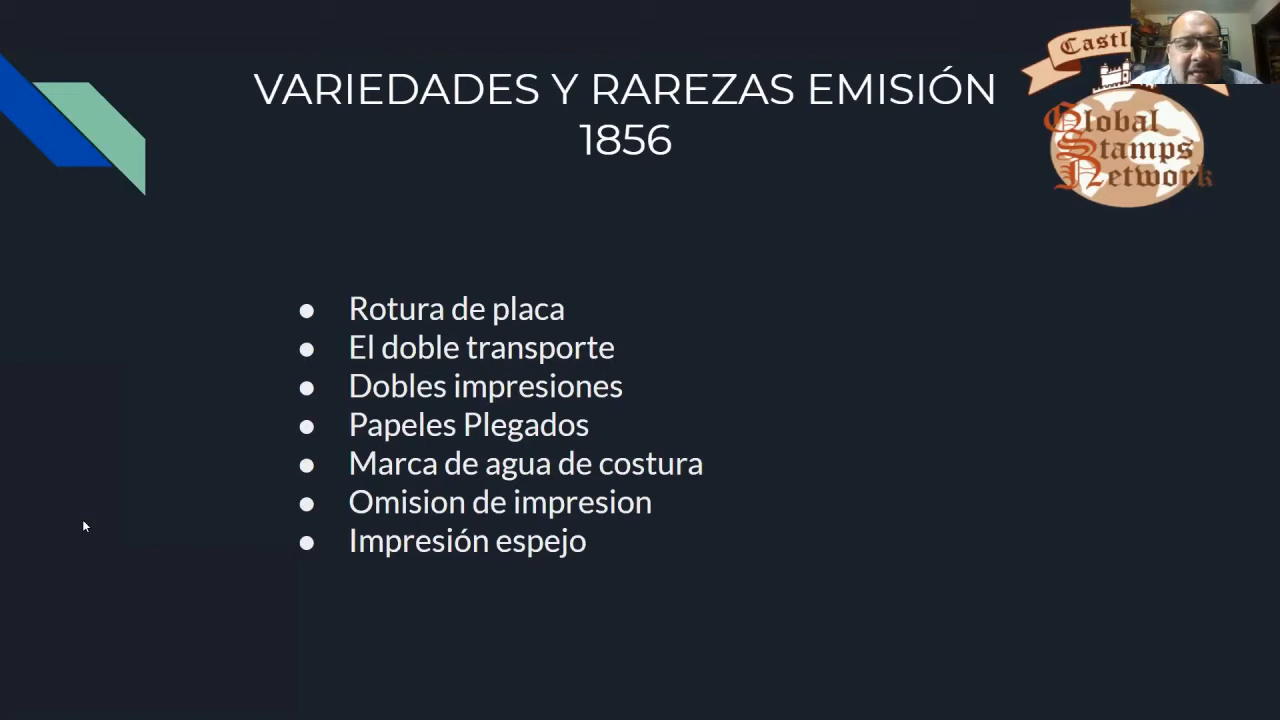 VARIEDADES Y RAREZAS EMISIÓN
1856
Castl
Global
Stamps
Network
● Rotura de placa
● El doble transporte
● Dobles impresiones
● Papeles Plegados
● Marca de agua de costura
● Omision de impresion
● Impresión espejo